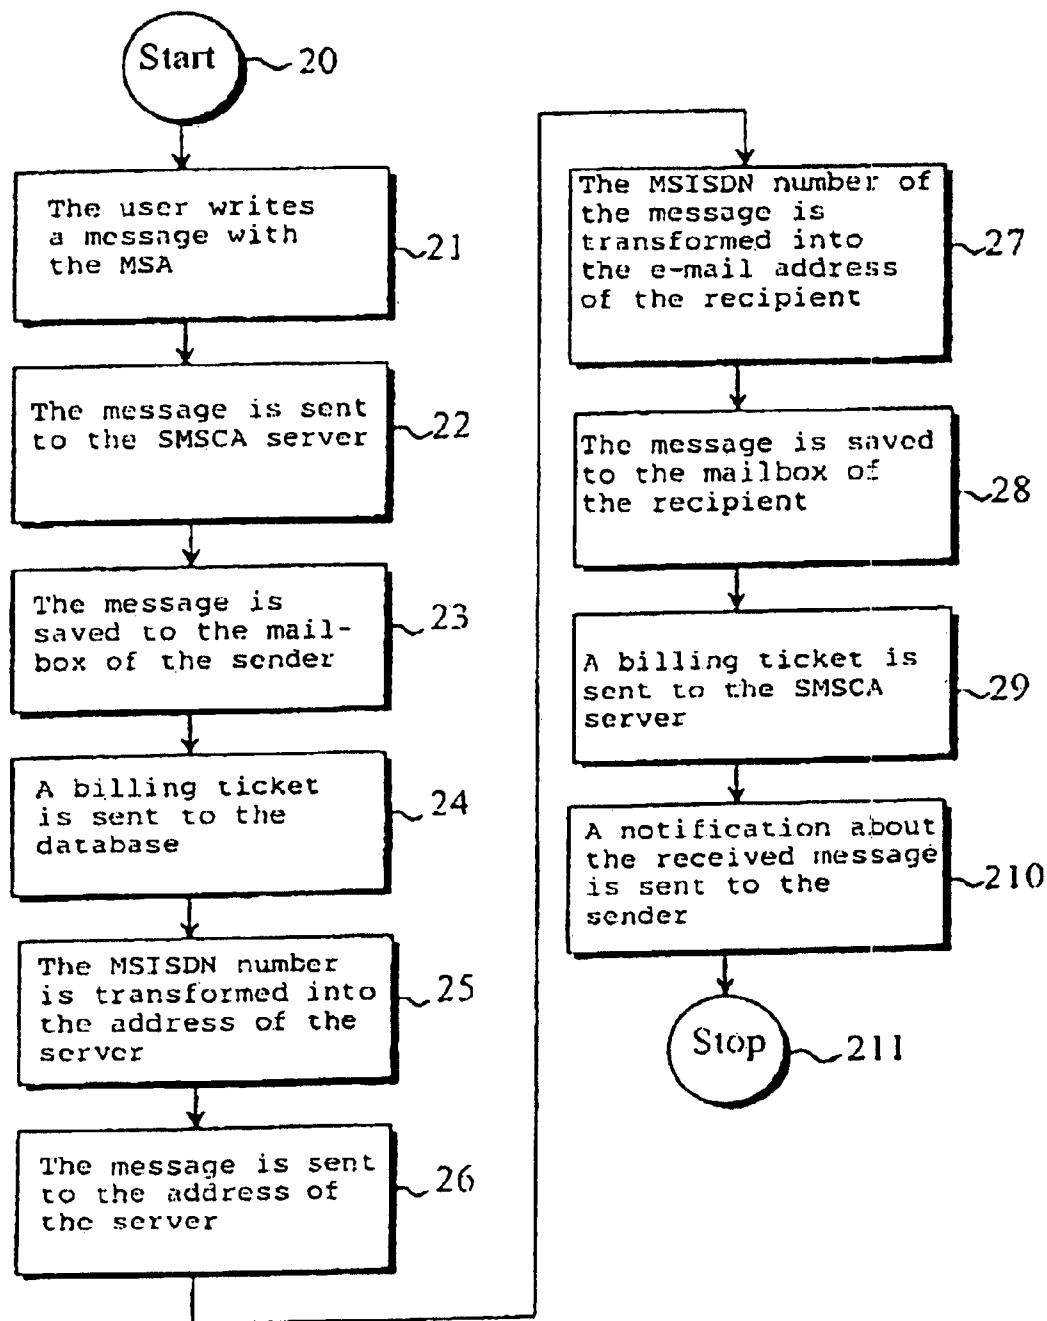 Start
20
The user writes
a message with
the MSA
21
The message is sent
to the SMSCA server
22
The message is
saved to the mail-
box of the sender
23
A billing ticket
is sent to the
database
24
The MSISDN number
is transformed into
the address of the
server
25
The message is sent
to the address of
the server
26
The MSISDN number of
the message is
transformed into
the e-mail address
of the recipient
27
The message is saved
to the mailbox of
the recipient
28
A billing ticket is
sent to the SMSCA
server
29
A notification about
the received message
is sent to the
sender
210
Stop
211